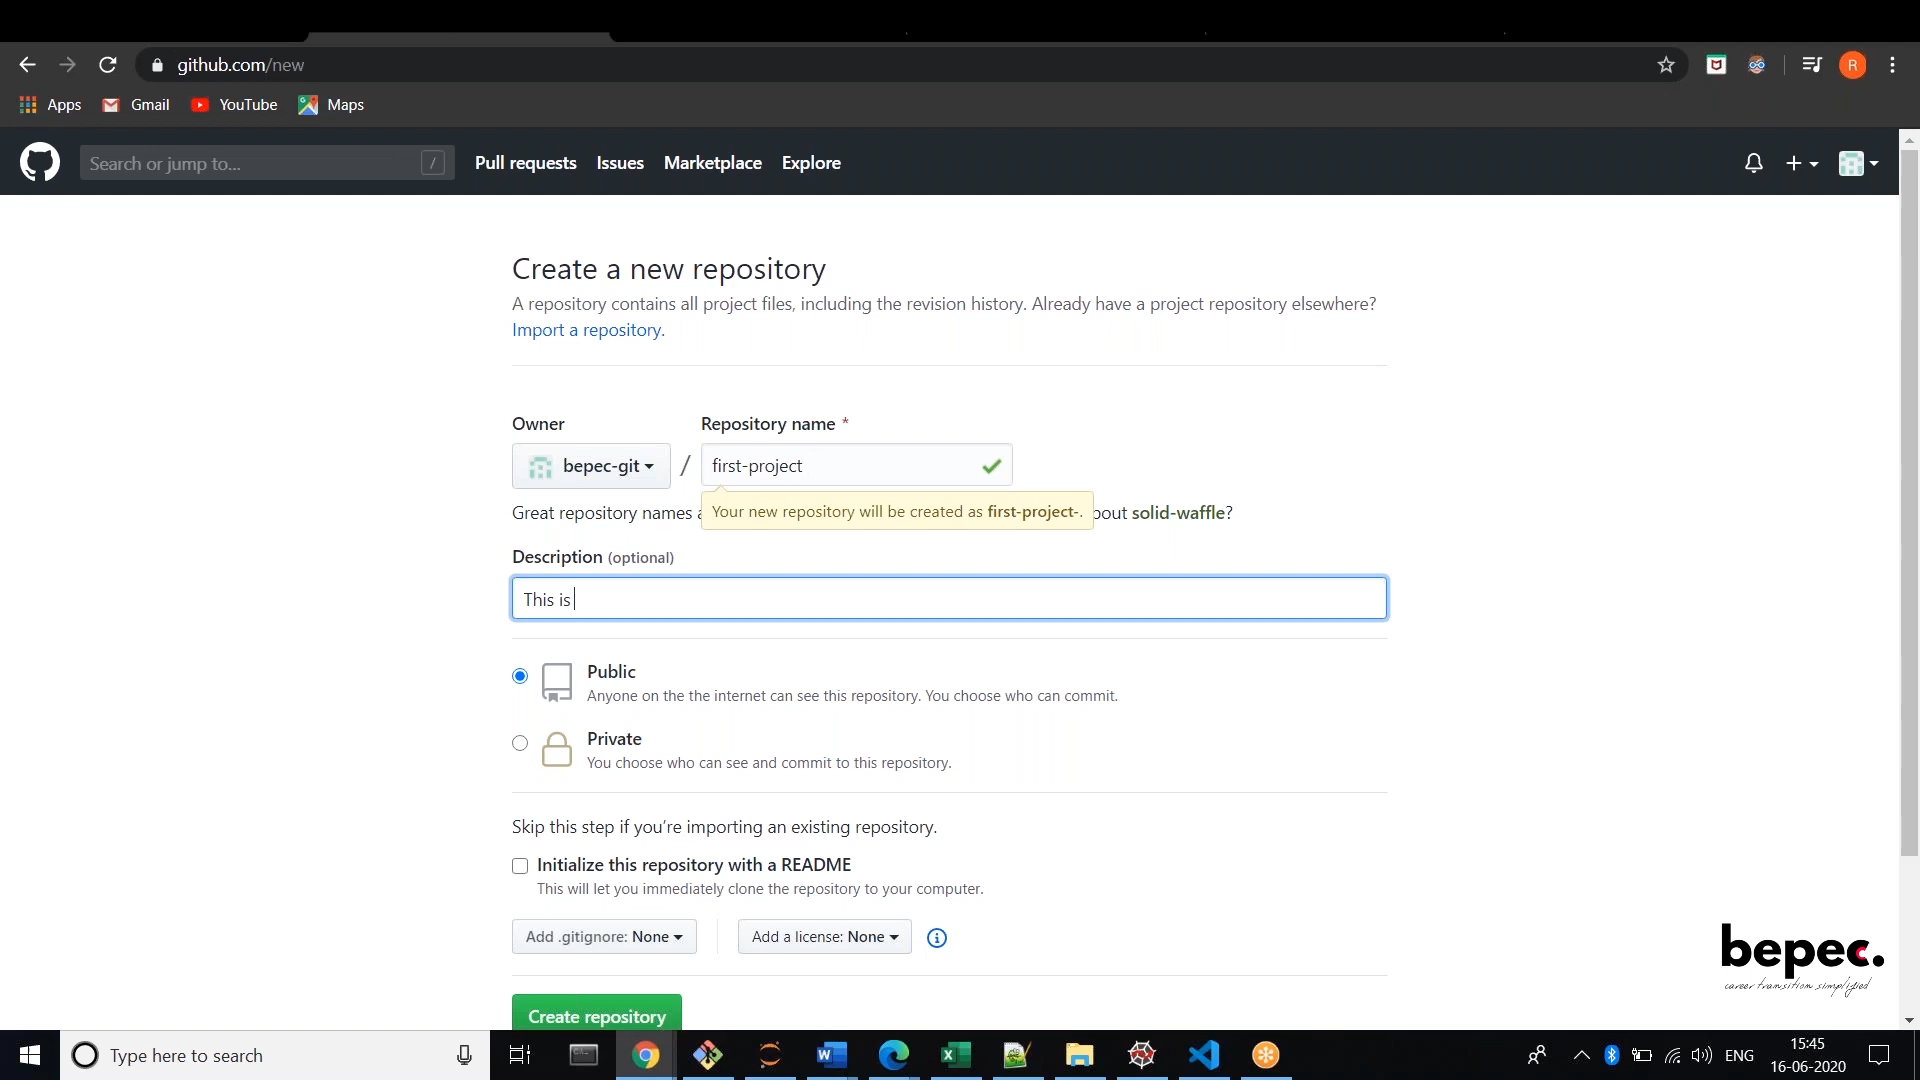 github.com/new
Apps
Gmail
YouTube
Maps
Search or jump to...
/
Pull requests
Issues
Marketplace
Explore
R
Create a new repository
A repository contains all project files, including the revision history. Already have a project repository elsewhere?
Import a repository.
Owner
Repository name *
bepec-git
/
first-project
Great repository names a
Your new repository will be created as first-project-.
bout solid-waffle?
Description (optional)
This is
Public
Anyone on the the internet can see this repository. You choose who can commit.
Private
You choose who can see and commit to this repository.
Skip this step if you’re importing an existing repository.
Initialize this repository with a README
This will let you immediately clone the repository to your computer.
Add .gitignore: None
Add a license: None
Create repository
bepec.
career transition simplified
Type here to search
ENG
15:45
16-06-2020